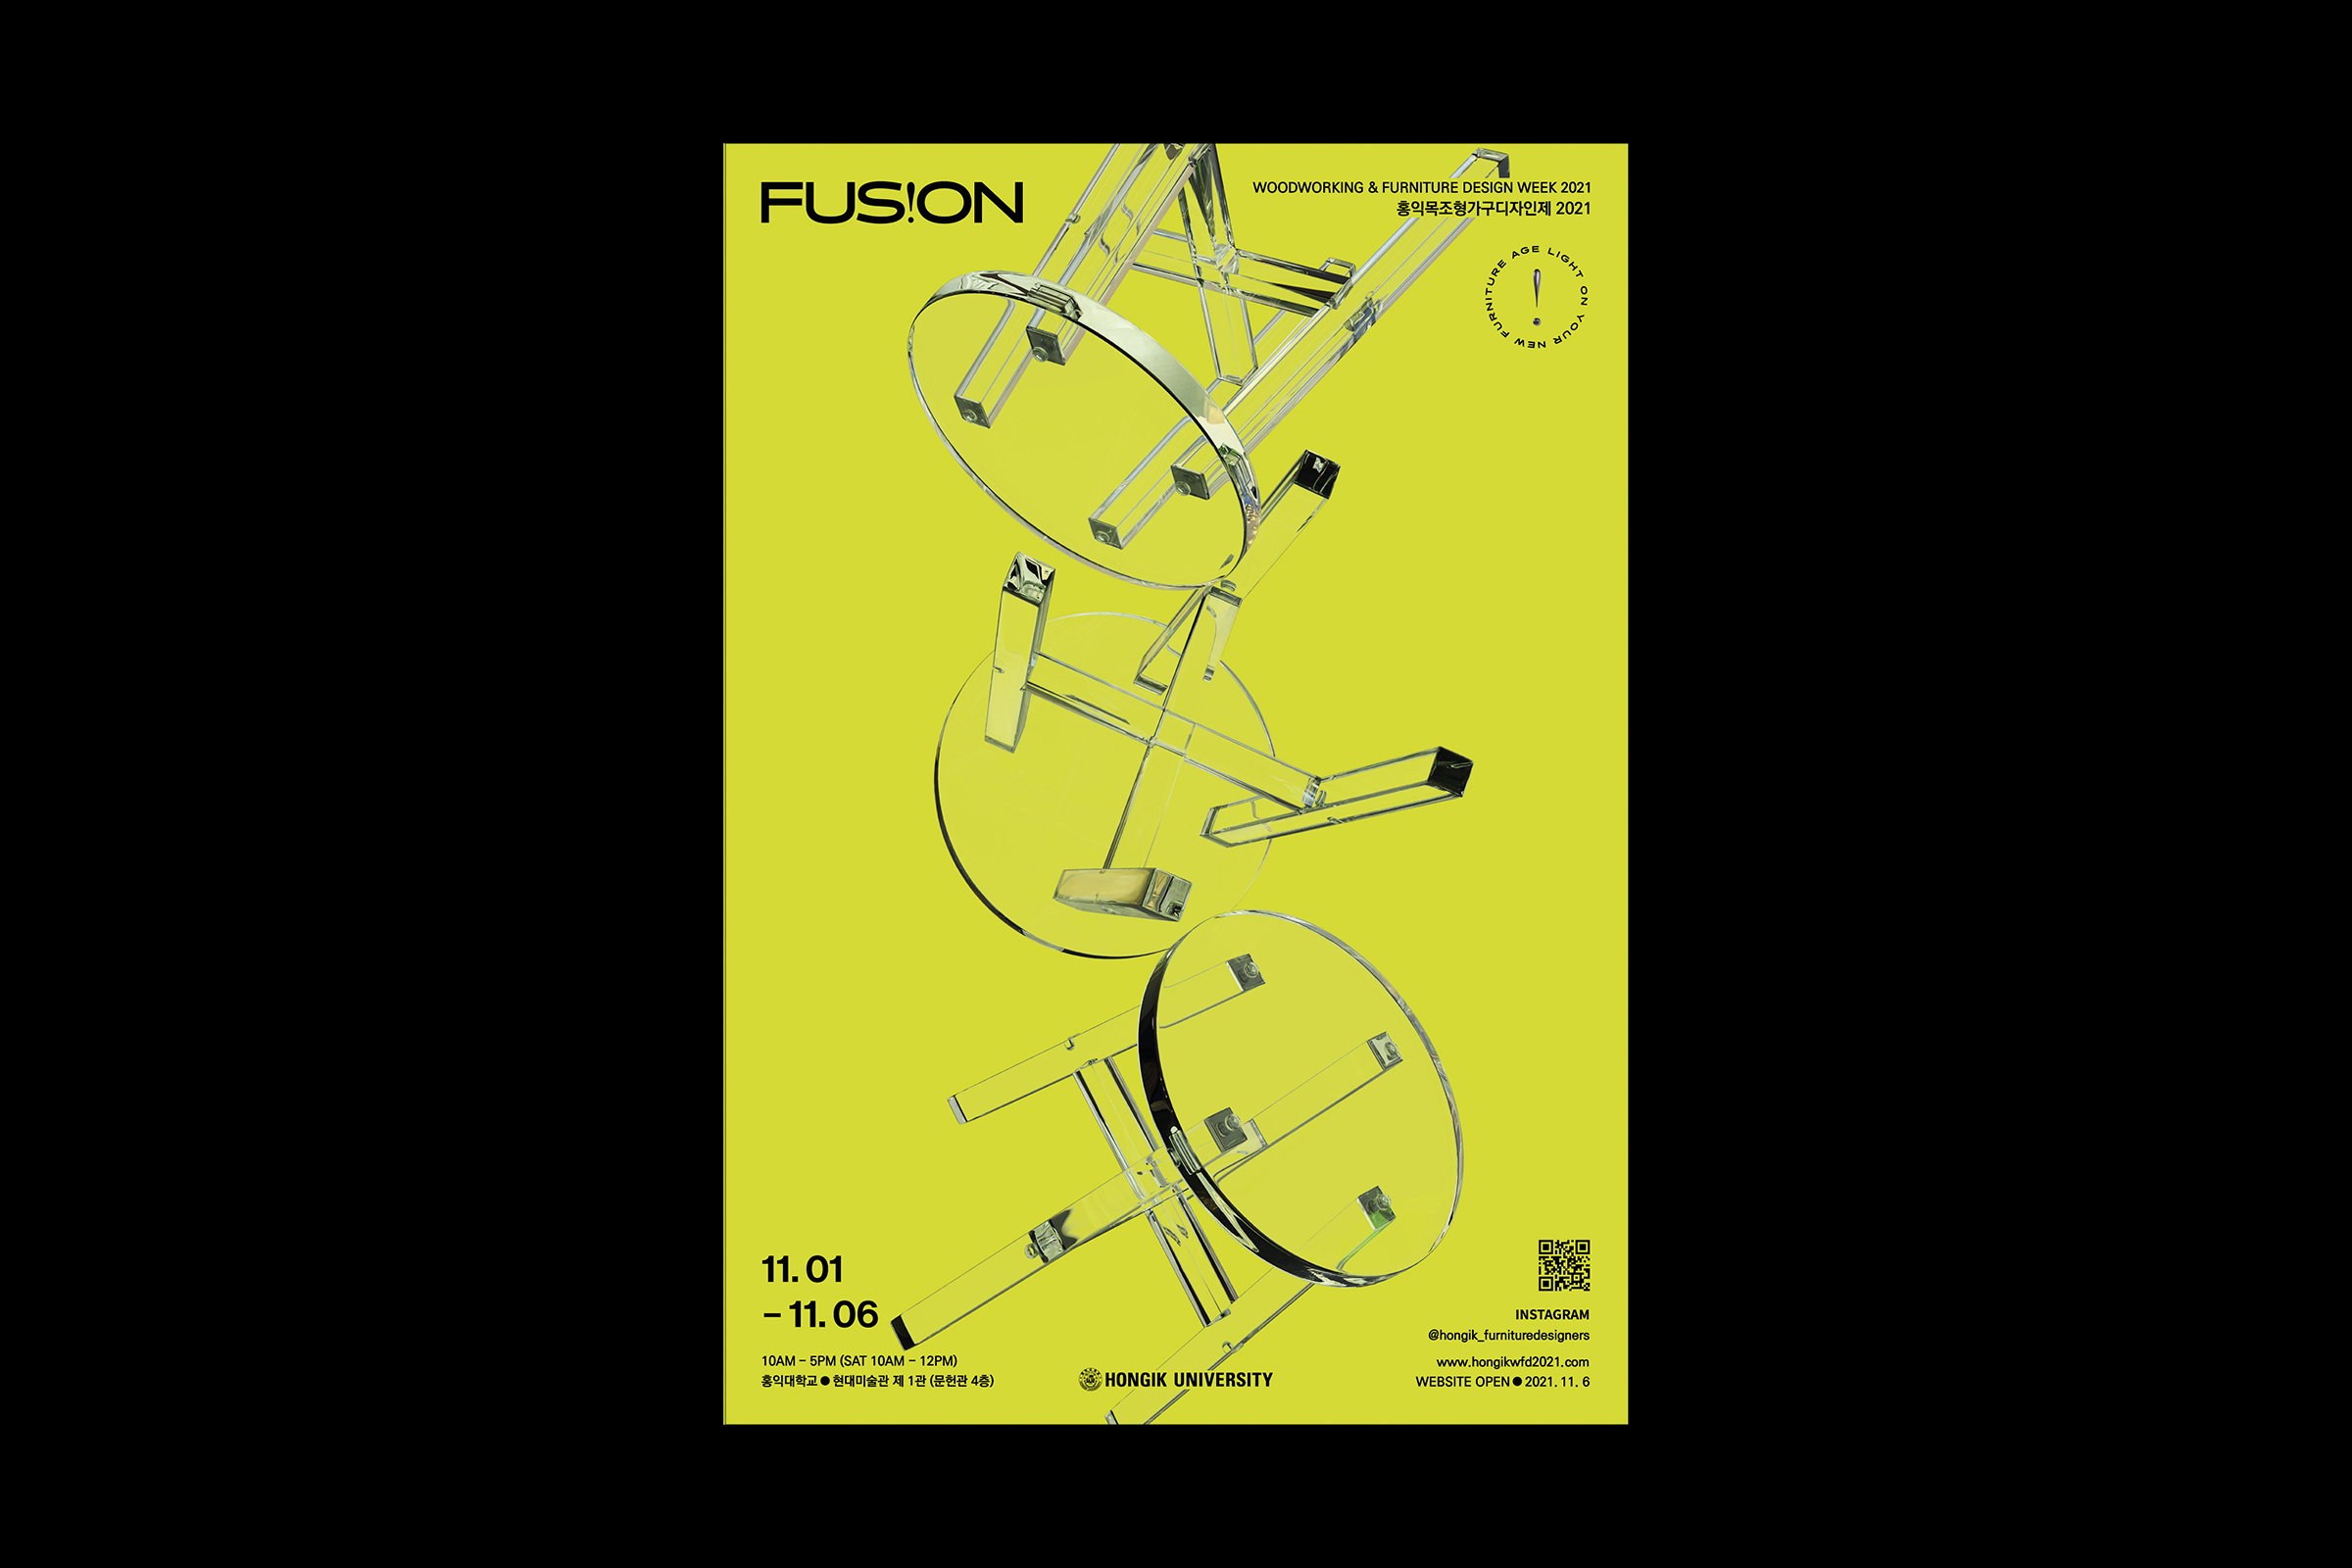 FUS!ON
WOODWORKING & FURNITURE DESIGN WEEK 2021
홍익목조형가구디자인제 2021
LIGHT ON YOUR NEW FURNITURE AGE
!
11. 01
– 11. 06
10AM – 5PM (SAT 10AM – 12PM)
홍익대학교 ● 현대미술관 제 1관 (문헌관 4층)
HONGIK UNIVERSITY
INSTAGRAM
@hongik_furnituredesigners
www.hongikwfd2021.com
WEBSITE OPEN ● 2021. 11. 6